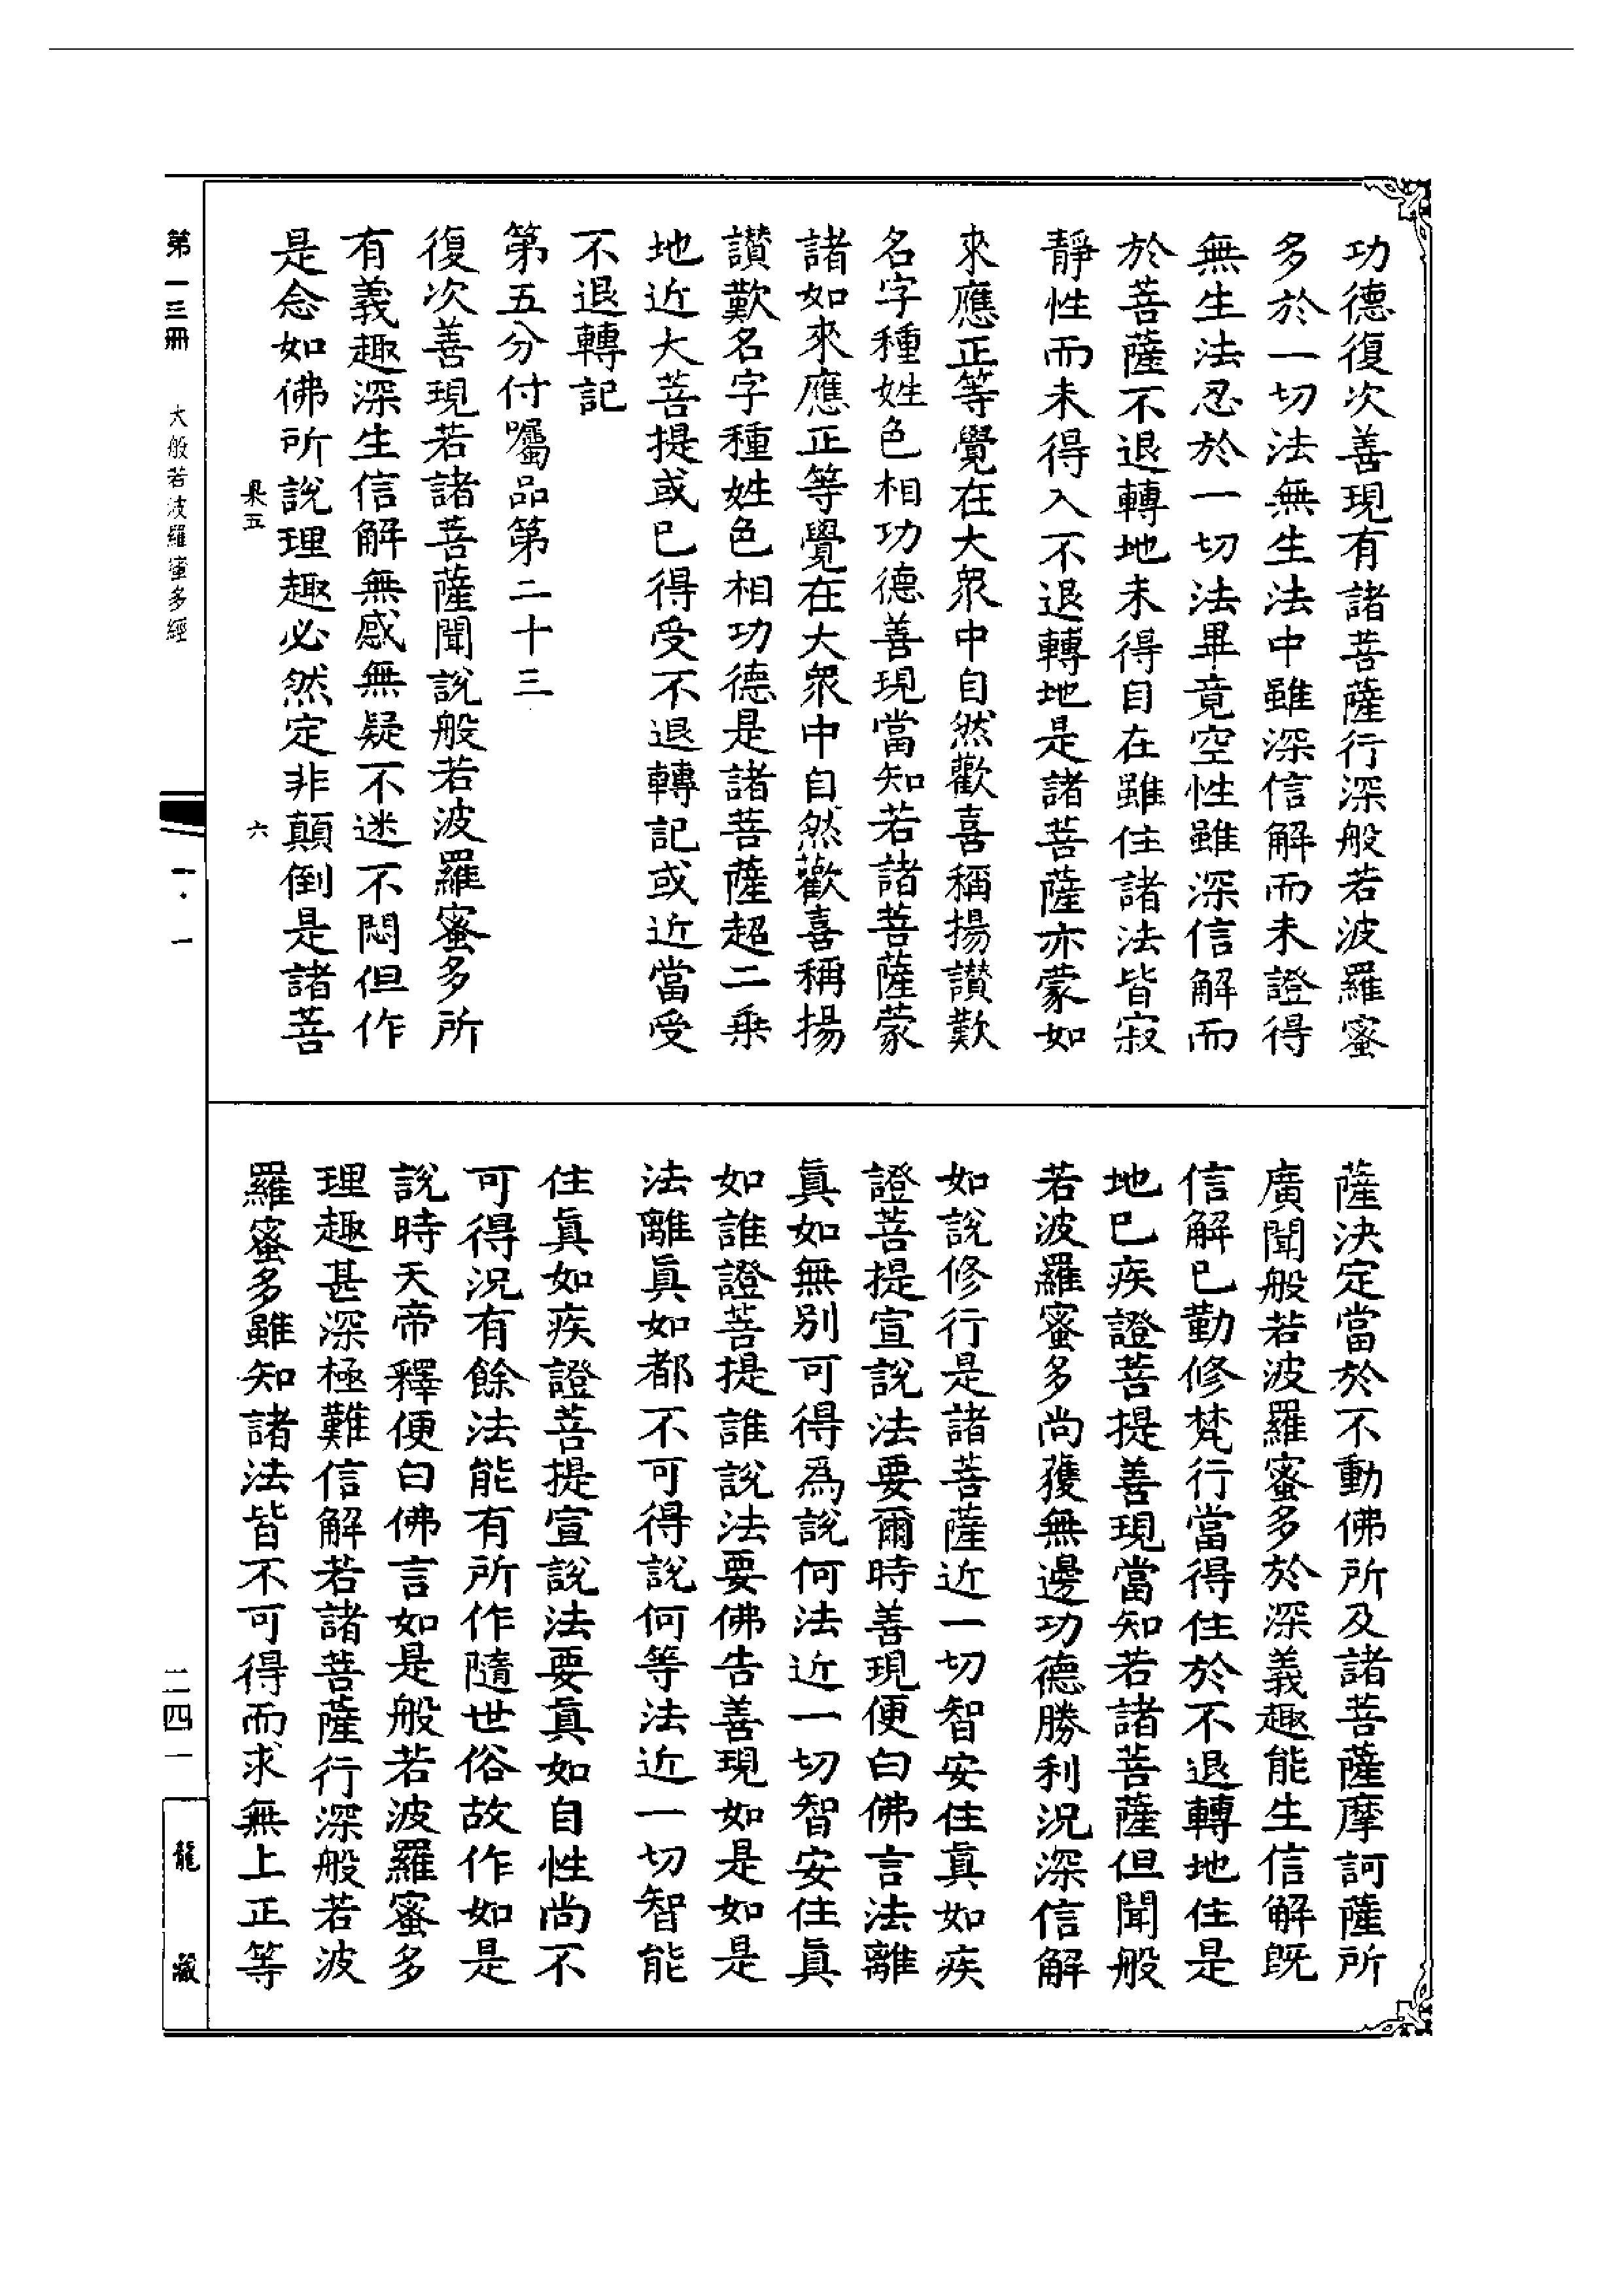 功德復次善現有諸菩薩行深般若波羅蜜
多於一切法無生法中雖深信解而未證得
無生法忍於一切法畢竟空性雖深信解而
於菩薩不退轉地未得自在雖住諸法皆寂
靜性而未得入不退轉地是諸菩薩亦蒙如
來應正等覺在大眾中自然歡喜稱揚讚歎
名字種姓色相功德善現當知若諸菩薩蒙
諸如來應正等覺在大眾中自然歡喜稱揚
讚歎名字種姓色相功德是諸菩薩超二乘
地近大菩提或已得受不退轉記或近當受
不退轉記
第五分付囑品第二十三
復次善現若諸菩薩聞說般若波羅蜜多所
有義趣深生信解無惑無疑不迷不悶但作
是念如佛所說理趣必然定非顛倒是諸菩
果五
六
薩決定當於不動佛所及諸菩薩摩訶薩所
廣聞般若波羅蜜多於深義趣能生信解既
信解已勤修梵行當得住於不退轉地住是
地已疾證菩提善現當知若諸菩薩但聞般
若波羅蜜多尚獲無邊功德勝利況深信解
如說修行是諸菩薩近一切智安住眞如疾
證菩提宣說法要爾時善現便白佛言法離
眞如無別可得爲說何法近一切智安住眞
如誰證菩提誰說法要佛告善現如是如是
法離眞如都不可得說何等法近一切智能
住眞如疾證菩提宣說法要眞如自性尚不
可得況有餘法能有所作隨世俗故作如是
說時天帝釋便白佛言如是般若波羅蜜多
理趣甚深極難信解若諸菩薩行深般若波
羅蜜多雖知諸法皆不可得而求無上正等
第一三冊
大般若波羅蜜多經
一·一
二四一
龍藏